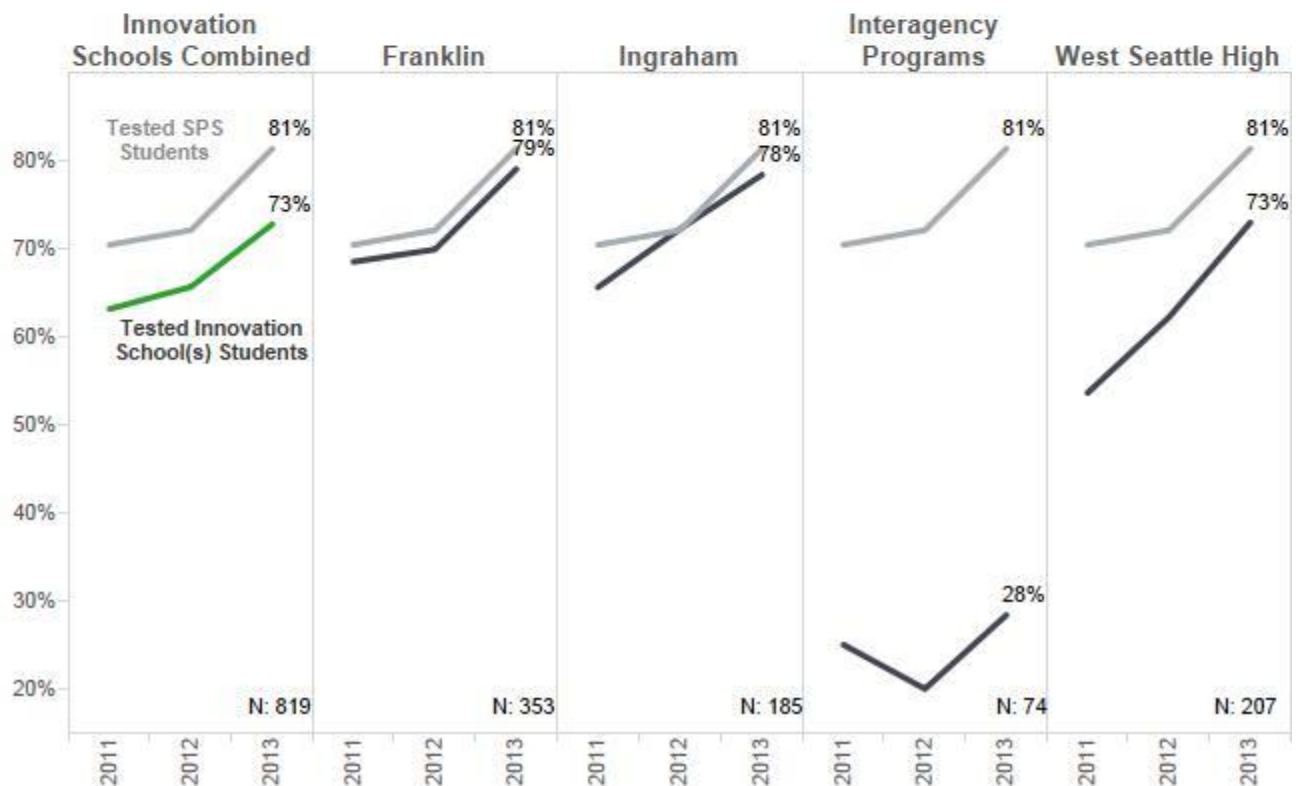 Innovation
Schools Combined
Franklin
Ingraham
Interagency
Programs
West Seattle High
80%
70%
60%
50%
40%
30%
20%
Tested SPS
Students
81%
73%
Tested Innovation
School(s) Students
N: 819
81%
79%
N: 353
81%
78%
N: 185
81%
28%
N: 74
81%
73%
N: 207
2011
2012
2013
2011
2012
2013
2011
2012
2013
2011
2012
2013
2011
2012
2013